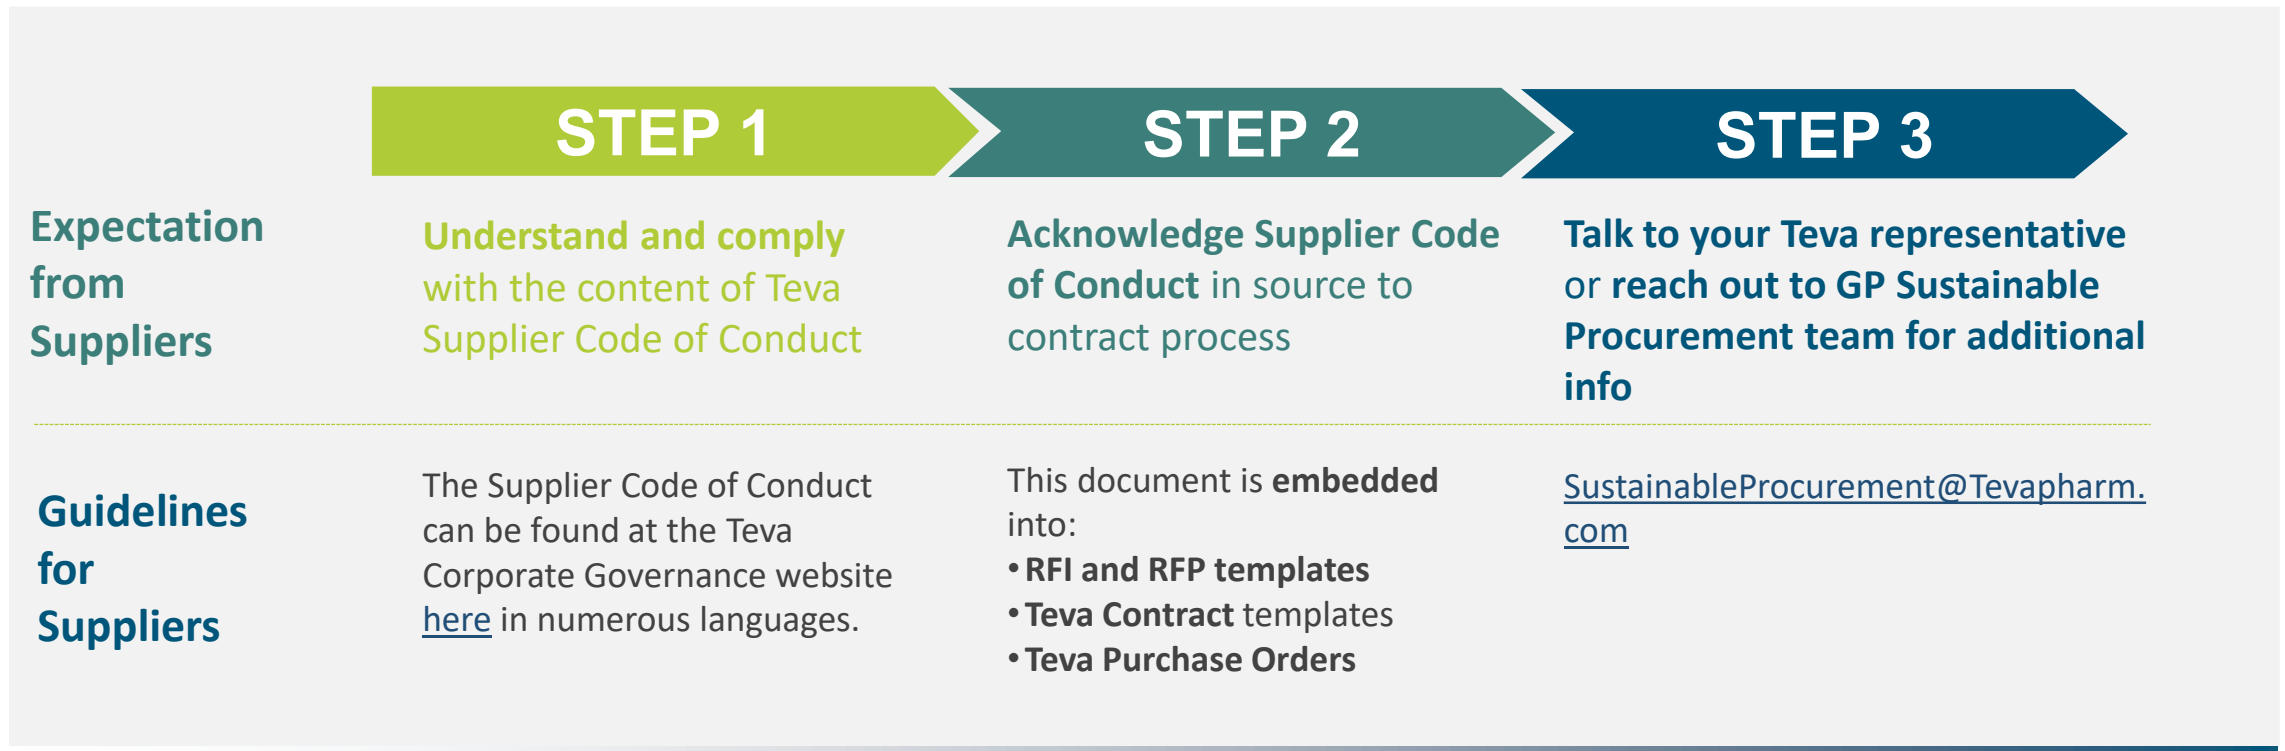 STEP 1
STEP 2
STEP 3
Expectation
from
Suppliers
Understand and comply
with the content of Teva
Supplier Code of Conduct
Acknowledge Supplier Code
of Conduct in source to
contract process
Talk to your Teva representative
or reach out to GP Sustainable
Procurement team for additional
info
Guidelines
for
Suppliers
The Supplier Code of Conduct
can be found at the Teva
Corporate Governance website
here in numerous languages.
This document is embedded
into:
•RFI and RFP templates
•Teva Contract templates
•Teva Purchase Orders
SustainableProcurement@Tevapharm.
com